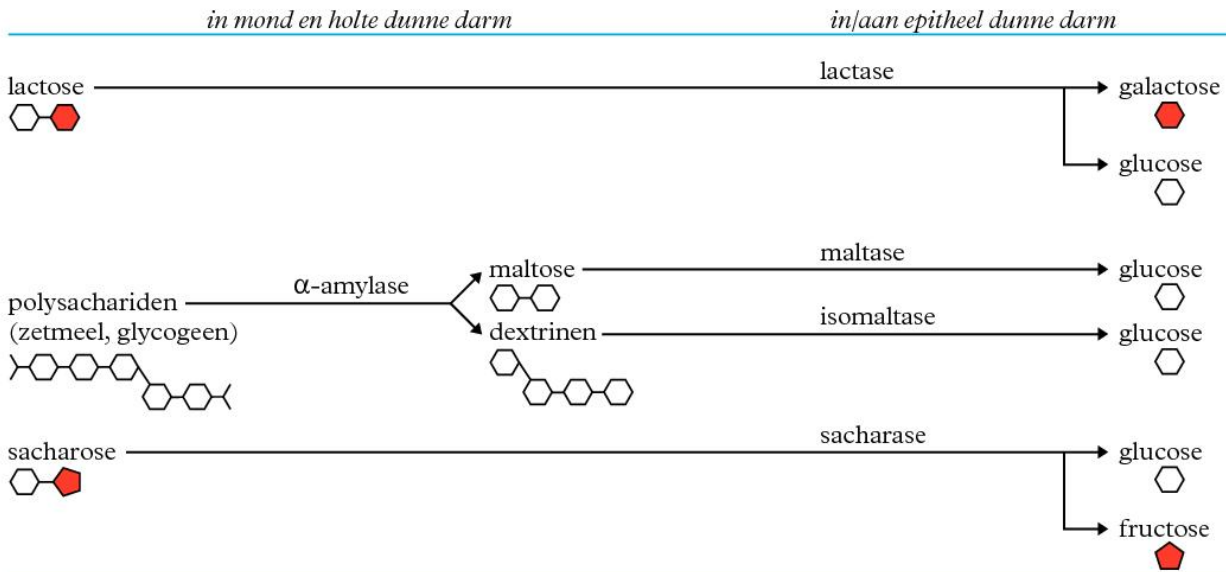 in mond en holte dunne darm
in/aan epitheel dunne darm
lactose
lactase
galactose
glucose
polysachariden
(zetmeel, glycogeen)
α-amylase
maltose
maltase
glucose
dextrinen
isomaltase
glucose
sacharose
sacharase
glucose
fructose